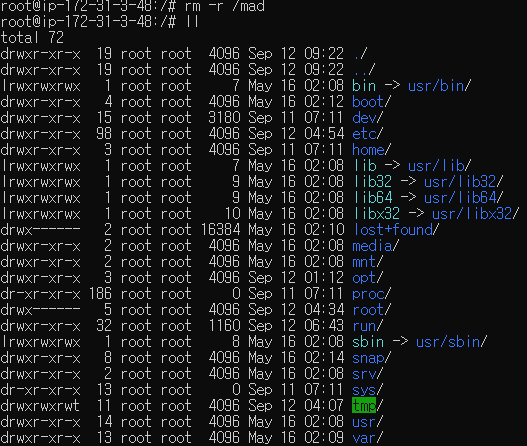 root@ip-172-31-3-48:/# rm -r /mad
root@ip-172-31-3-48:/# ll
total 72
drwxr-xr-x  19 root root  4096 Sep 12 09:22 ./
drwxr-xr-x  19 root root  4096 Sep 12 09:22 ../
lrwxrwxrwx   1 root root     7 May 16 02:08 bin -> usr/bin/
drwxr-xr-x   4 root root  4096 May 16 02:12 boot/
drwxr-xr-x  15 root root  3180 Sep 11 07:11 dev/
drwxr-xr-x  98 root root  4096 Sep 12 04:54 etc/
drwxr-xr-x   3 root root  4096 Sep 11 07:11 home/
lrwxrwxrwx   1 root root     7 May 16 02:08 lib -> usr/lib/
lrwxrwxrwx   1 root root     9 May 16 02:08 lib32 -> usr/lib32/
lrwxrwxrwx   1 root root     9 May 16 02:08 lib64 -> usr/lib64/
lrwxrwxrwx   1 root root    10 May 16 02:08 libx32 -> usr/libx32/
drwx------   2 root root 16384 May 16 02:10 lost+found/
drwxr-xr-x   2 root root  4096 May 16 02:08 media/
drwxr-xr-x   2 root root  4096 May 16 02:08 mnt/
drwxr-xr-x   3 root root  4096 Sep 12 01:12 opt/
dr-xr-xr-x 186 root root     0 Sep 11 07:11 proc/
drwx------   5 root root  4096 Sep 12 04:34 root/
drwxr-xr-x  32 root root  1160 Sep 12 06:43 run/
lrwxrwxrwx   1 root root     8 May 16 02:08 sbin -> usr/sbin/
drwxr-xr-x   8 root root  4096 May 16 02:14 snap/
drwxr-xr-x   2 root root  4096 May 16 02:08 srv/
dr-xr-xr-x  13 root root     0 Sep 11 07:11 sys/
drwxrwxrwt  11 root root  4096 Sep 12 04:07 tmp/
drwxr-xr-x  14 root root  4096 May 16 02:08 usr/
drwxr-xr-x  13 root root  4096 May 16 02:09 var/